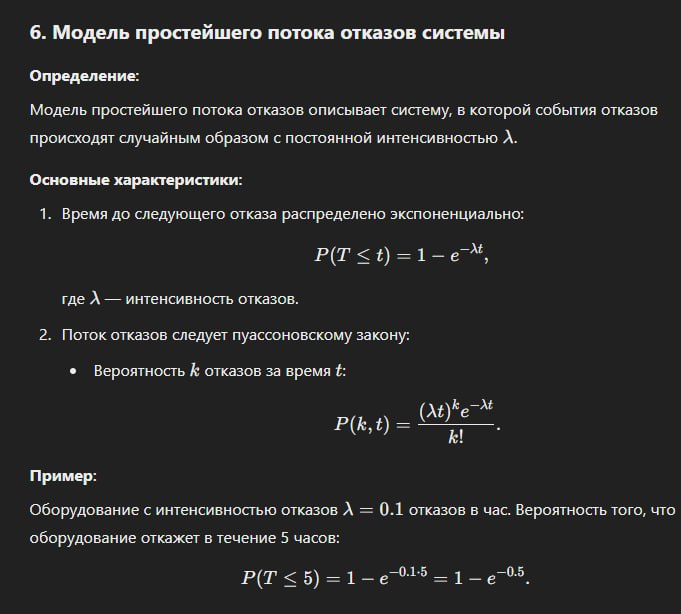 6. Модель простейшего потока отказов системы
Определение:
Модель простейшего потока отказов описывает систему, в которой события отказов
происходят случайным образом с постоянной интенсивностью λ.
Основные характеристики:
1. Время до следующего отказа распределено экспоненциально:
P(T ≤ t) = 1 − e^{−λt},
где λ — интенсивность отказов.
2. Поток отказов следует пуассоновскому закону:
• Вероятность k отказов за время t:
P(k, t) = \frac{(λt)^k e^{−λt}}{k!}.
Пример:
Оборудование с интенсивностью отказов λ = 0.1 отказов в час. Вероятность того, что
оборудование откажет в течение 5 часов:
P(T ≤ 5) = 1 − e^{−0.1·5} = 1 − e^{−0.5}.